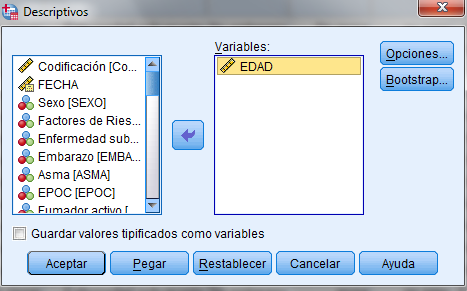 Descriptivos
Codificación [Co...
FECHA
Sexo [SEXO]
Factores de Ries...
Enfermedad sub...
Embarazo [EMBA...
Asma [ASMA]
EPOC [EPOC]
Fumador activo [
Variables:
EDAD
Opciones...
Bootstrap...
Guardar valores tipificados como variables
Aceptar
Pegar
Restablecer
Cancelar
Ayuda